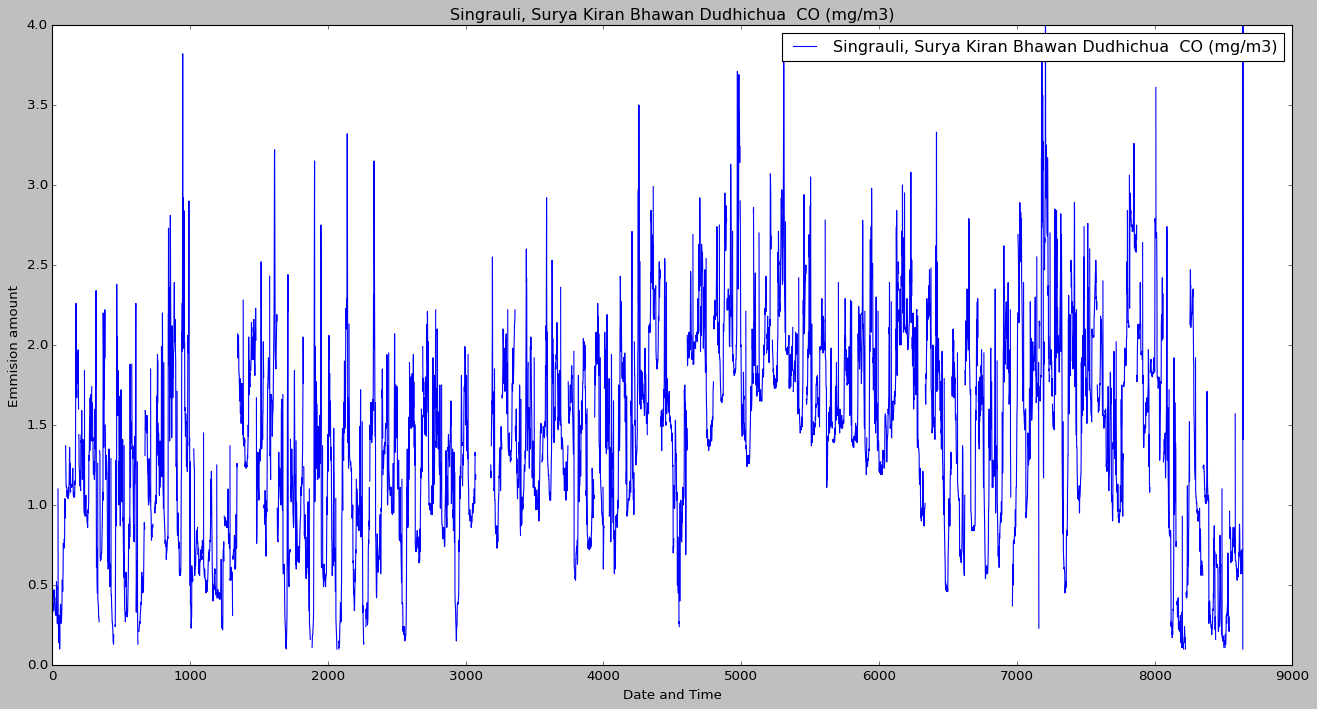 Singrauli, Surya Kiran Bhawan Dudhichua  CO (mg/m3)
Singrauli, Surya Kiran Bhawan Dudhichua  CO (mg/m3)
4.0
3.5
3.0
2.5
2.0
1.5
1.0
0.5
0.0
Emmision amount
0 1000 2000 3000 4000 5000 6000 7000 8000 9000
Date and Time